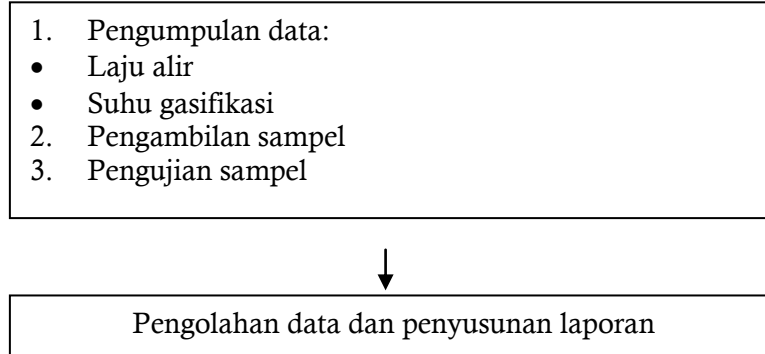 1. Pengumpulan data:
• Laju alir
• Suhu gasifikasi
2. Pengambilan sampel
3. Pengujian sampel
Pengolahan data dan penyusunan laporan